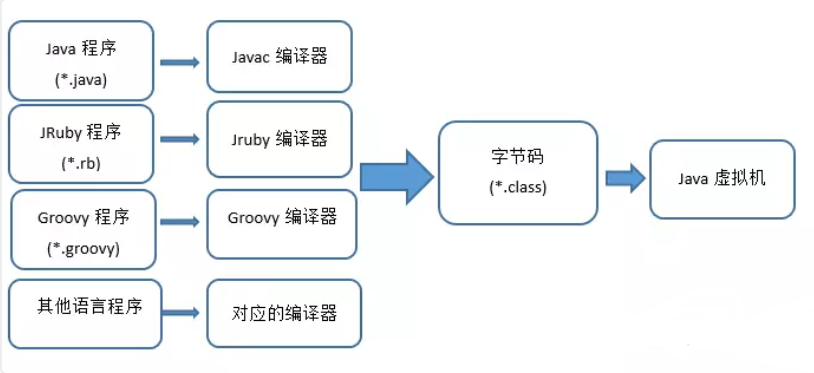 Java 程序
(*.java)
Javac 编译器
JRuby 程序
(*.rb)
Jruby 编译器
Groovy 程序
(*.groovy)
Groovy 编译器
其他语言程序
对应的编译器
字节码
(*.class)
Java 虚拟机